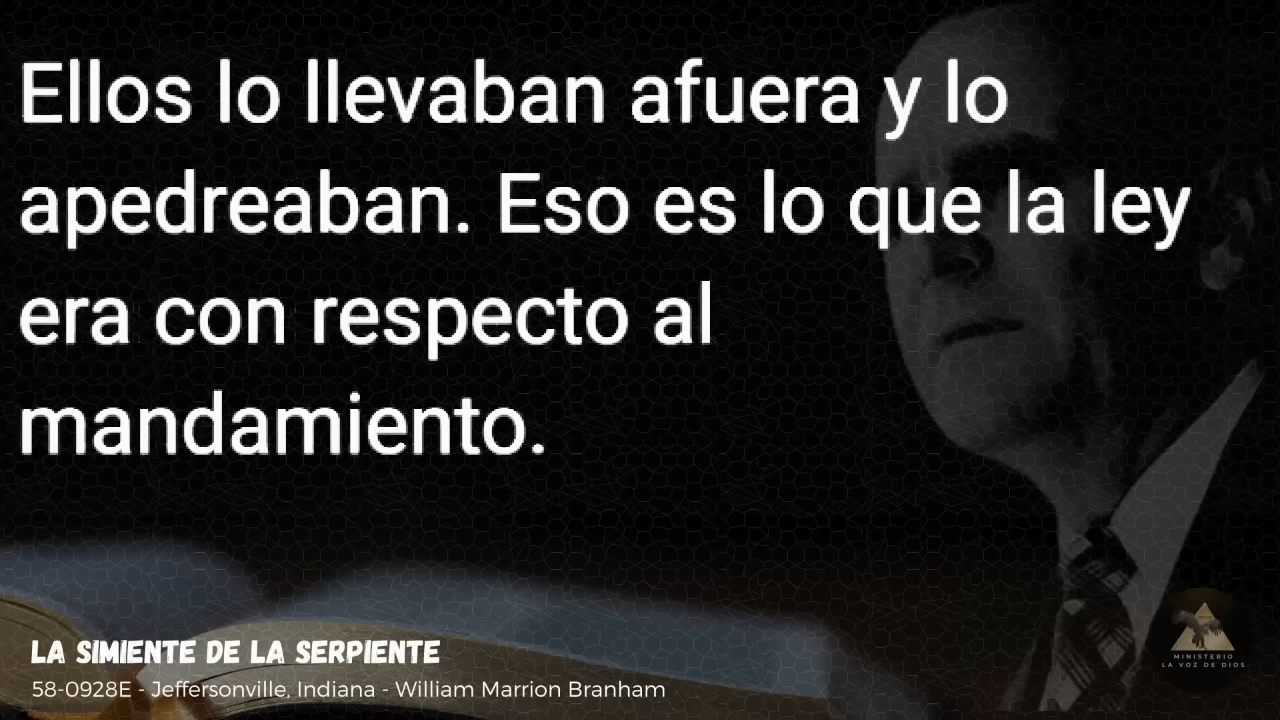 Ellos lo llevaban afuera y lo
apedreaban. Eso es lo que la ley
era con respecto al
mandamiento.
LA SIMIENTE DE LA SERPIENTE
58-0928E - Jeffersonville, Indiana - William Marrion Branham
MINISTERIO
LA VOZ DE DIOS